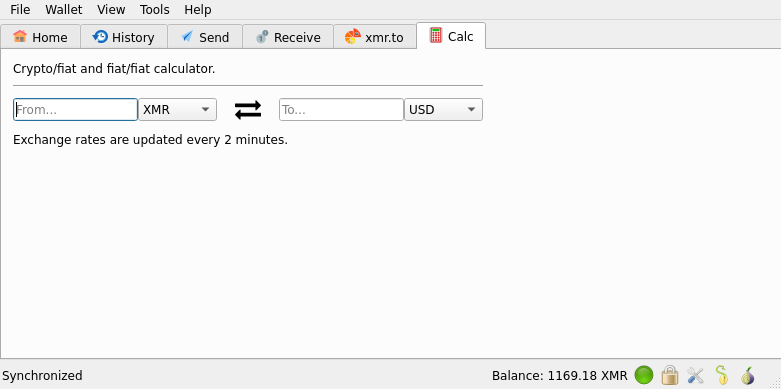 File Wallet View Tools Help
Home History Send Receive xmr.to Calc
Crypto/fiat and fiat/fiat calculator.
From... XMR To... USD
Exchange rates are updated every 2 minutes.
Synchronized Balance: 1169.18 XMR